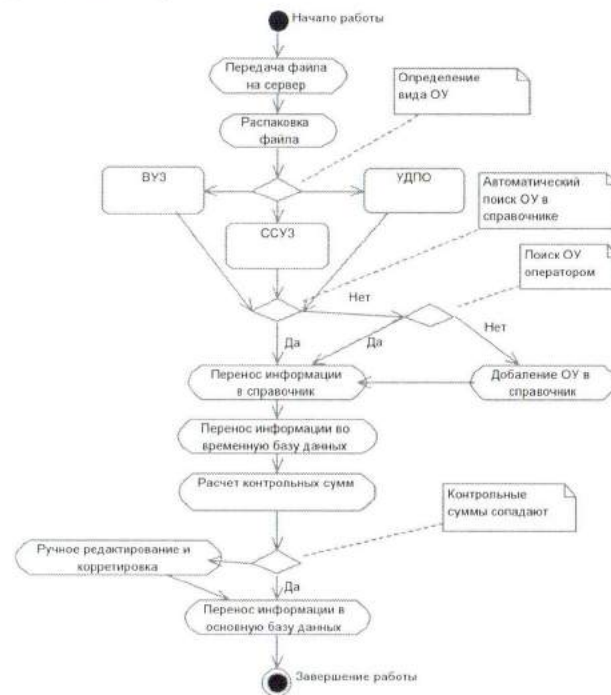 Начало работы
Передача файла
на сервер
Определение
вида ОУ
Распаковка
файла
ВУЗ
УДПО
Автоматический
поиск ОУ в
справочнике
ССУЗ
Поиск ОУ
оператором
Нет
Да
Да
Нет
Перенос информации
в справочник
Добаление ОУ в
справочник
Перенос информации во
временную базу данных
Расчет контрольных сумм
Контрольные
суммы сопадают
Ручное редактирование и
корретировка
Да
Перенос информации в
основную базу данных
Завершение работы